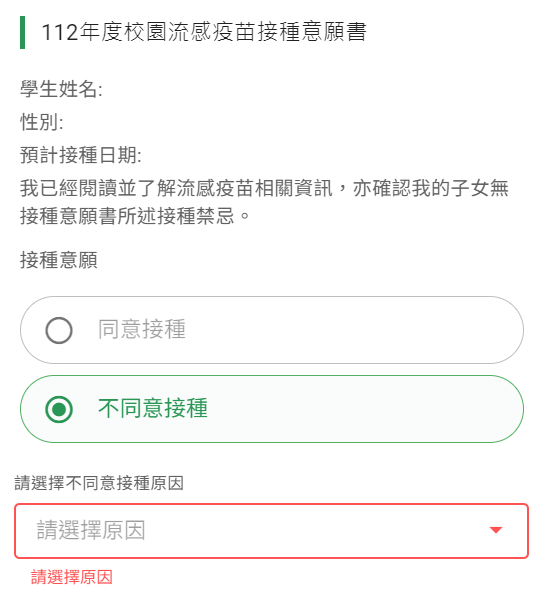 112年度校園流感疫苗接種意願書
學生姓名:
性別:
預計接種日期:
我已經閱讀並了解流感疫苗相關資訊，亦確認我的子女無
接種意願書所述接種禁忌。
接種意願
同意接種
不同意接種
請選擇不同意接種原因
請選擇原因
請選擇原因